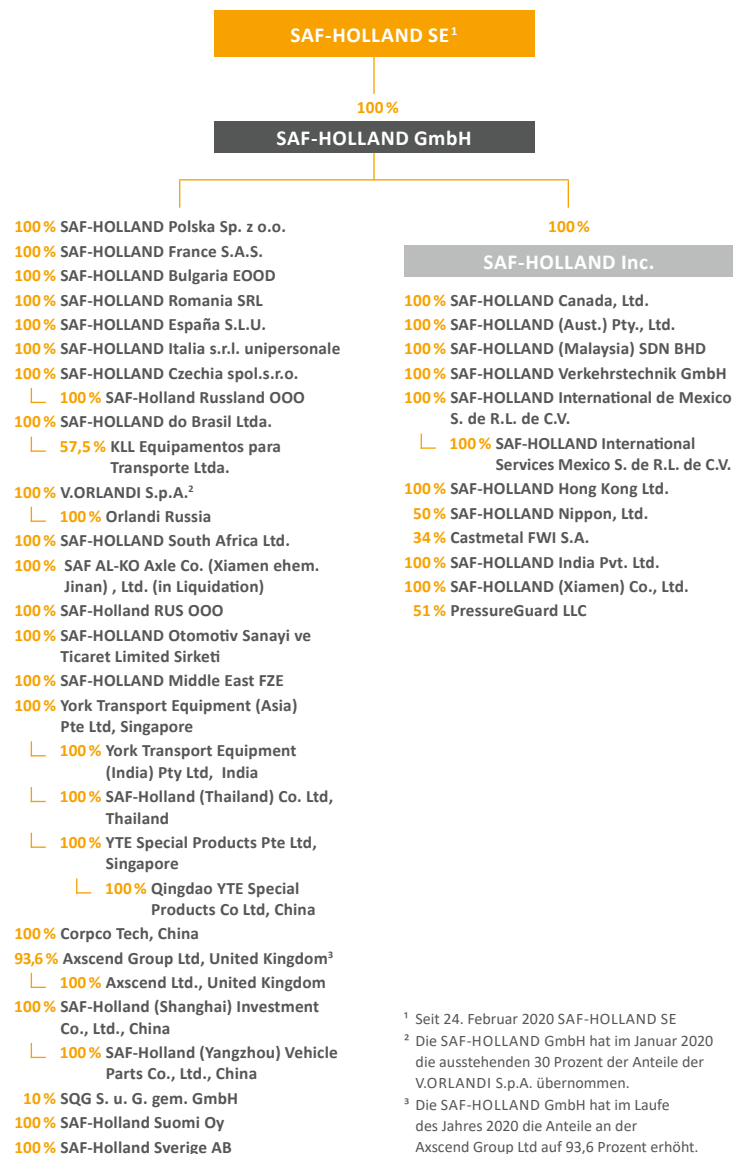 SAF-HOLLAND SE¹
100 %
SAF-HOLLAND GmbH
100 % SAF-HOLLAND Polska Sp. z o.o.
100 % SAF-HOLLAND France S.A.S.
100 % SAF-HOLLAND Bulgaria EOOD
100 % SAF-HOLLAND Romania SRL
100 % SAF-HOLLAND España S.L.U.
100 % SAF-HOLLAND Italia s.r.l. unipersonale
100 % SAF-HOLLAND Czechia spol.s.r.o.
100 % SAF-Holland Russland OOO
100 % SAF-HOLLAND do Brasil Ltda.
57,5 % KLL Equipamentos para
Transporte Ltda.
100 % V.ORLANDI S.p.A.²
100 % Orlandi Russia
100 % SAF-HOLLAND South Africa Ltd.
100 % SAF AL-KO Axle Co. (Xiamen ehem.
Jinan) , Ltd. (in Liquidation)
100 % SAF-Holland RUS OOO
100 % SAF-HOLLAND Otomotiv Sanayi ve
Ticaret Limited Sirketi
100 % SAF-HOLLAND Middle East FZE
100 % York Transport Equipment (Asia)
Pte Ltd, Singapore
100 % York Transport Equipment
(India) Pty Ltd, India
100 % SAF-Holland (Thailand) Co. Ltd,
Thailand
100 % YTE Special Products Pte Ltd,
Singapore
100 % Qingdao YTE Special
Products Co Ltd, China
100 % Corpco Tech, China
93,6 % Axscend Group Ltd, United Kingdom³
100 % Axscend Ltd., United Kingdom
100 % SAF-Holland (Shanghai) Investment
Co., Ltd., China
100 % SAF-Holland (Yangzhou) Vehicle
Parts Co., Ltd., China
10 % SQG S. u. G. gem. GmbH
100 % SAF-Holland Suomi Oy
100 % SAF-Holland Sverige AB
100 %
SAF-HOLLAND Inc.
100 % SAF-HOLLAND Canada, Ltd.
100 % SAF-HOLLAND (Aust.) Pty., Ltd.
100 % SAF-HOLLAND (Malaysia) SDN BHD
100 % SAF-HOLLAND Verkehrstechnik GmbH
100 % SAF-HOLLAND International de Mexico
S. de R.L. de C.V.
100 % SAF-HOLLAND International
Services Mexico S. de R.L. de C.V.
100 % SAF-HOLLAND Hong Kong Ltd.
50 % SAF-HOLLAND Nippon, Ltd.
34 % Castmetal FWI S.A.
100 % SAF-HOLLAND India Pvt. Ltd.
100 % SAF-HOLLAND (Xiamen) Co., Ltd.
51 % PressureGuard LLC
¹ Seit 24. Februar 2020 SAF-HOLLAND SE
² Die SAF-HOLLAND GmbH hat im Januar 2020
die ausstehenden 30 Prozent der Anteile der
V.ORLANDI S.p.A. übernommen.
³ Die SAF-HOLLAND GmbH hat im Laufe
des Jahres 2020 die Anteile an der
Axscend Group Ltd auf 93,6 Prozent erhöht.